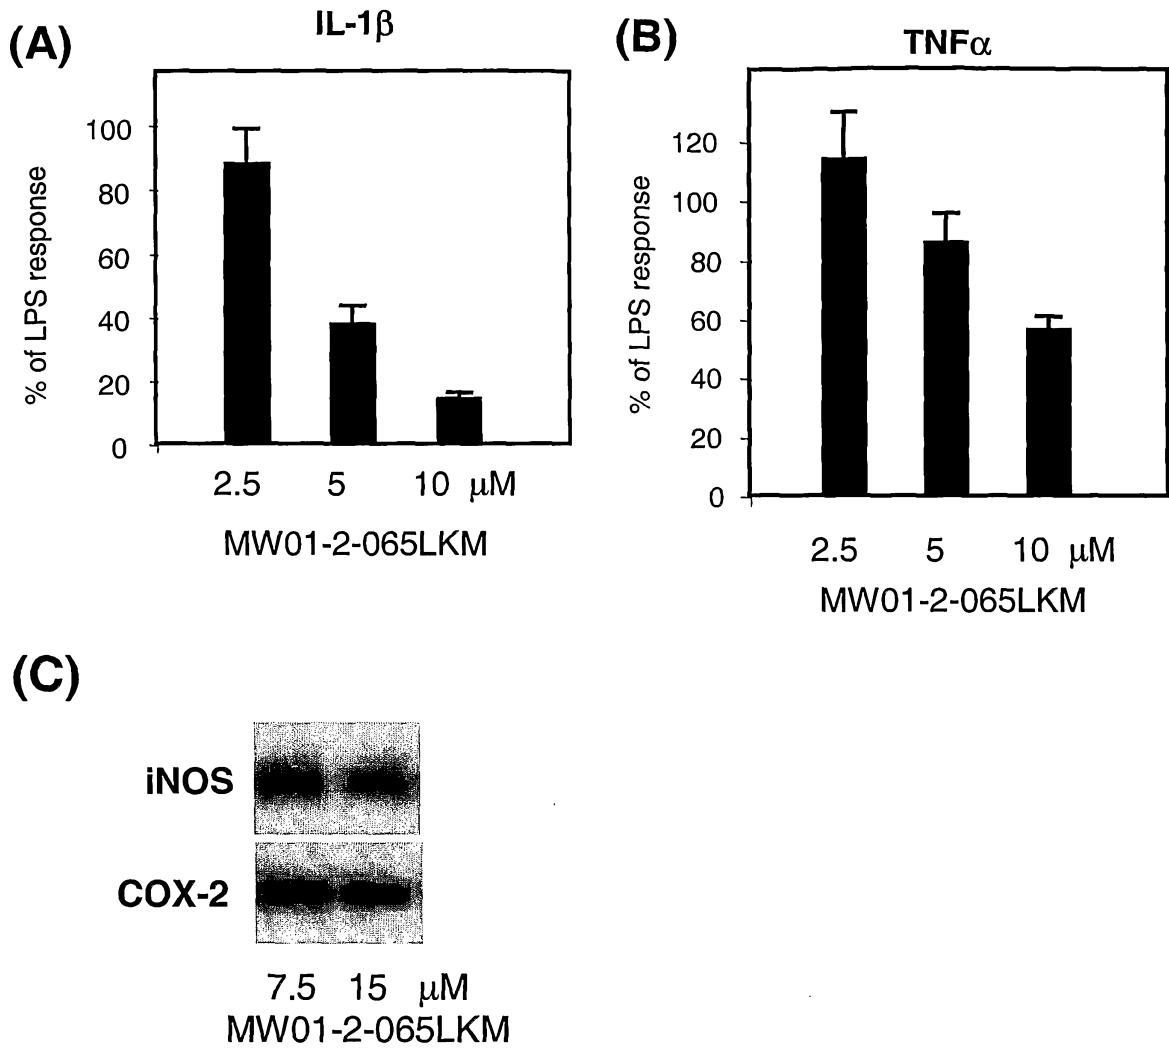 (A)
IL-1β
% of LPS response
100
80
60
40
20
0
2.5 5 10 μM
MW01-2-065LKM
(B)
TNFα
% of LPS response
120
100
80
60
40
20
0
2.5 5 10 μM
MW01-2-065LKM
(C)
iNOS
COX-2
7.5 15 μM
MW01-2-065LKM